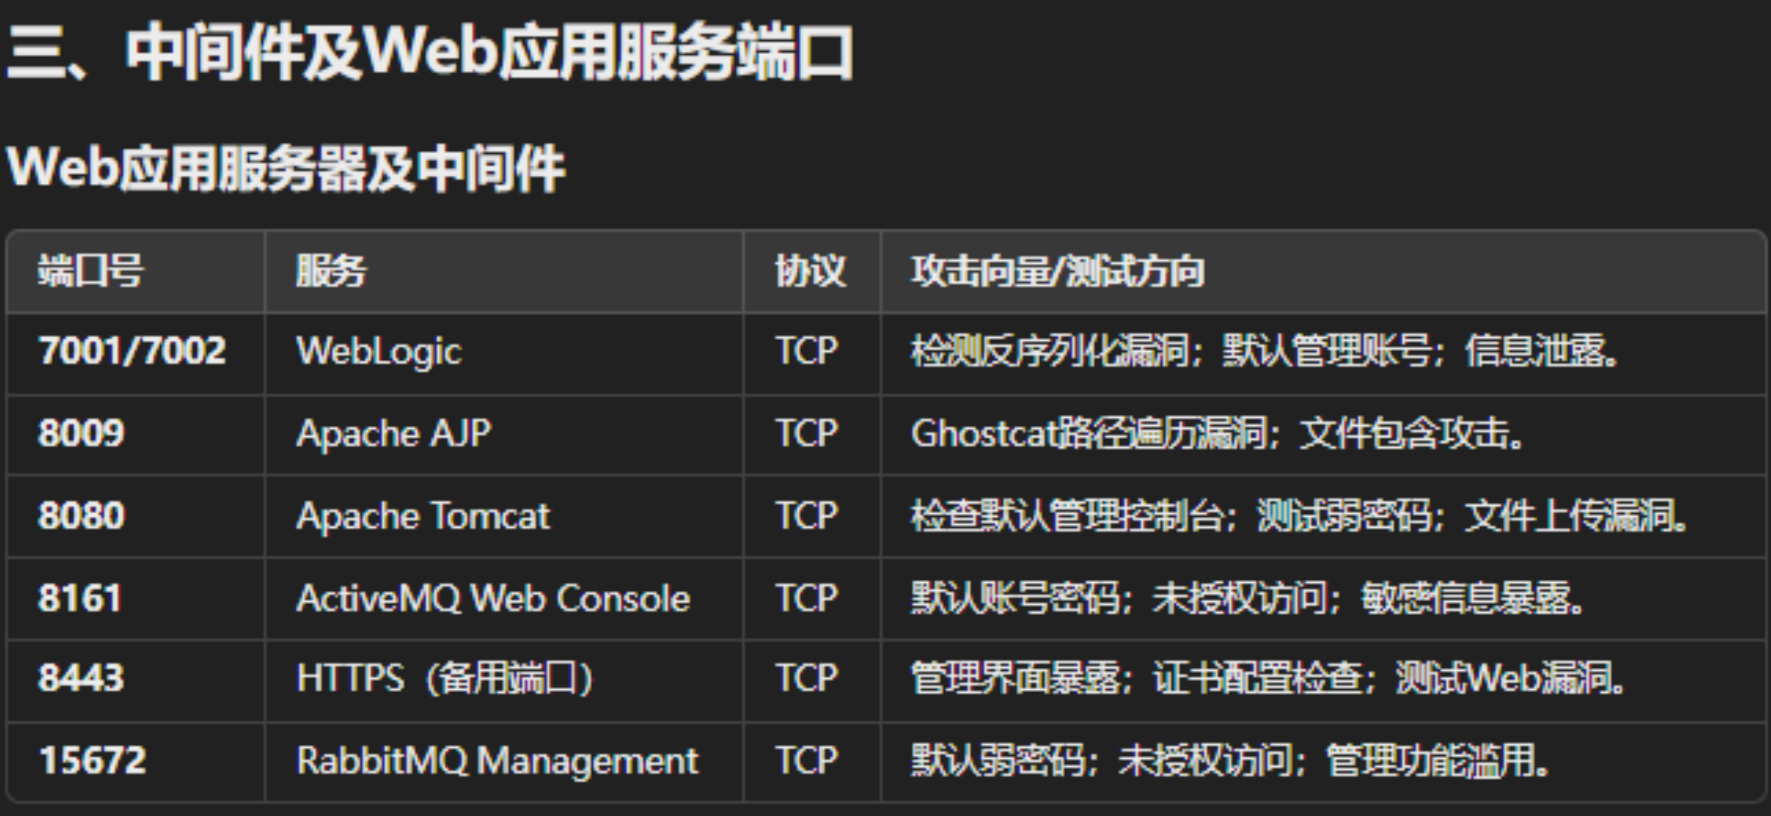 三、中间件及Web应用服务端口
Web应用服务器及中间件
端口号 服务 协议 攻击向量/测试方向
7001/7002 WebLogic TCP 检测反序列化漏洞；默认管理账号；信息泄露。
8009 Apache AJP TCP Ghostcat路径遍历漏洞；文件包含攻击。
8080 Apache Tomcat TCP 检查默认管理控制台；测试弱密码；文件上传漏洞。
8161 ActiveMQ Web Console TCP 默认账号密码；未授权访问；敏感信息暴露。
8443 HTTPS（备用端口） TCP 管理界面暴露；证书配置检查；测试Web漏洞。
15672 RabbitMQ Management TCP 默认弱密码；未授权访问；管理功能滥用。